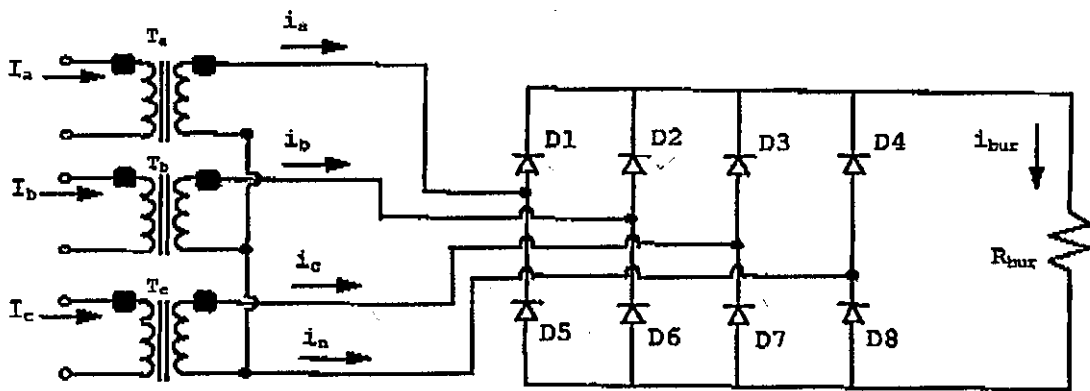 Ta
ia
Ia
Tb
ib
Ib
Tc
ic
Ic
in
D1
D2
D3
D4
ibur
Rbur
D5
D6
D7
D8